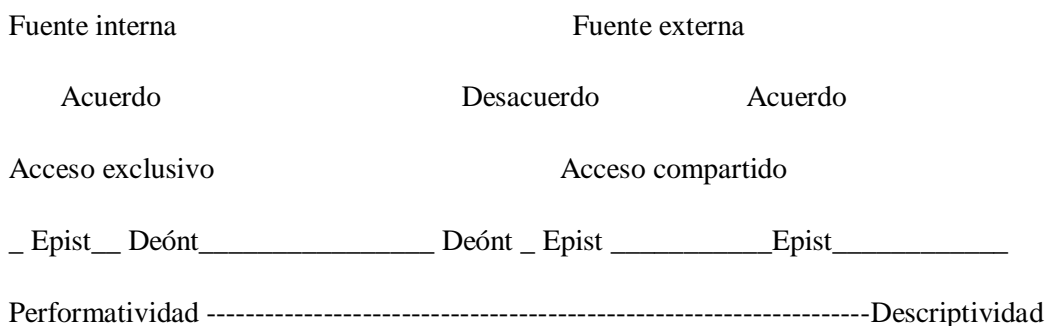 Fuente interna Fuente externa
Acuerdo Desacuerdo Acuerdo
Acceso exclusivo Acceso compartido
_ Epist__ Deónt________________ Deónt _ Epist ___________Epist____________
Performatividad --------------------------------------------------------------------Descriptividad